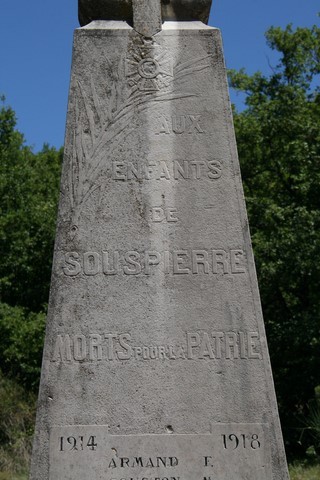 AUX
ENFANTS
DE
SOUSPIERRE
MORTS POUR LA PATRIE
1914 1918
ARMAND F.